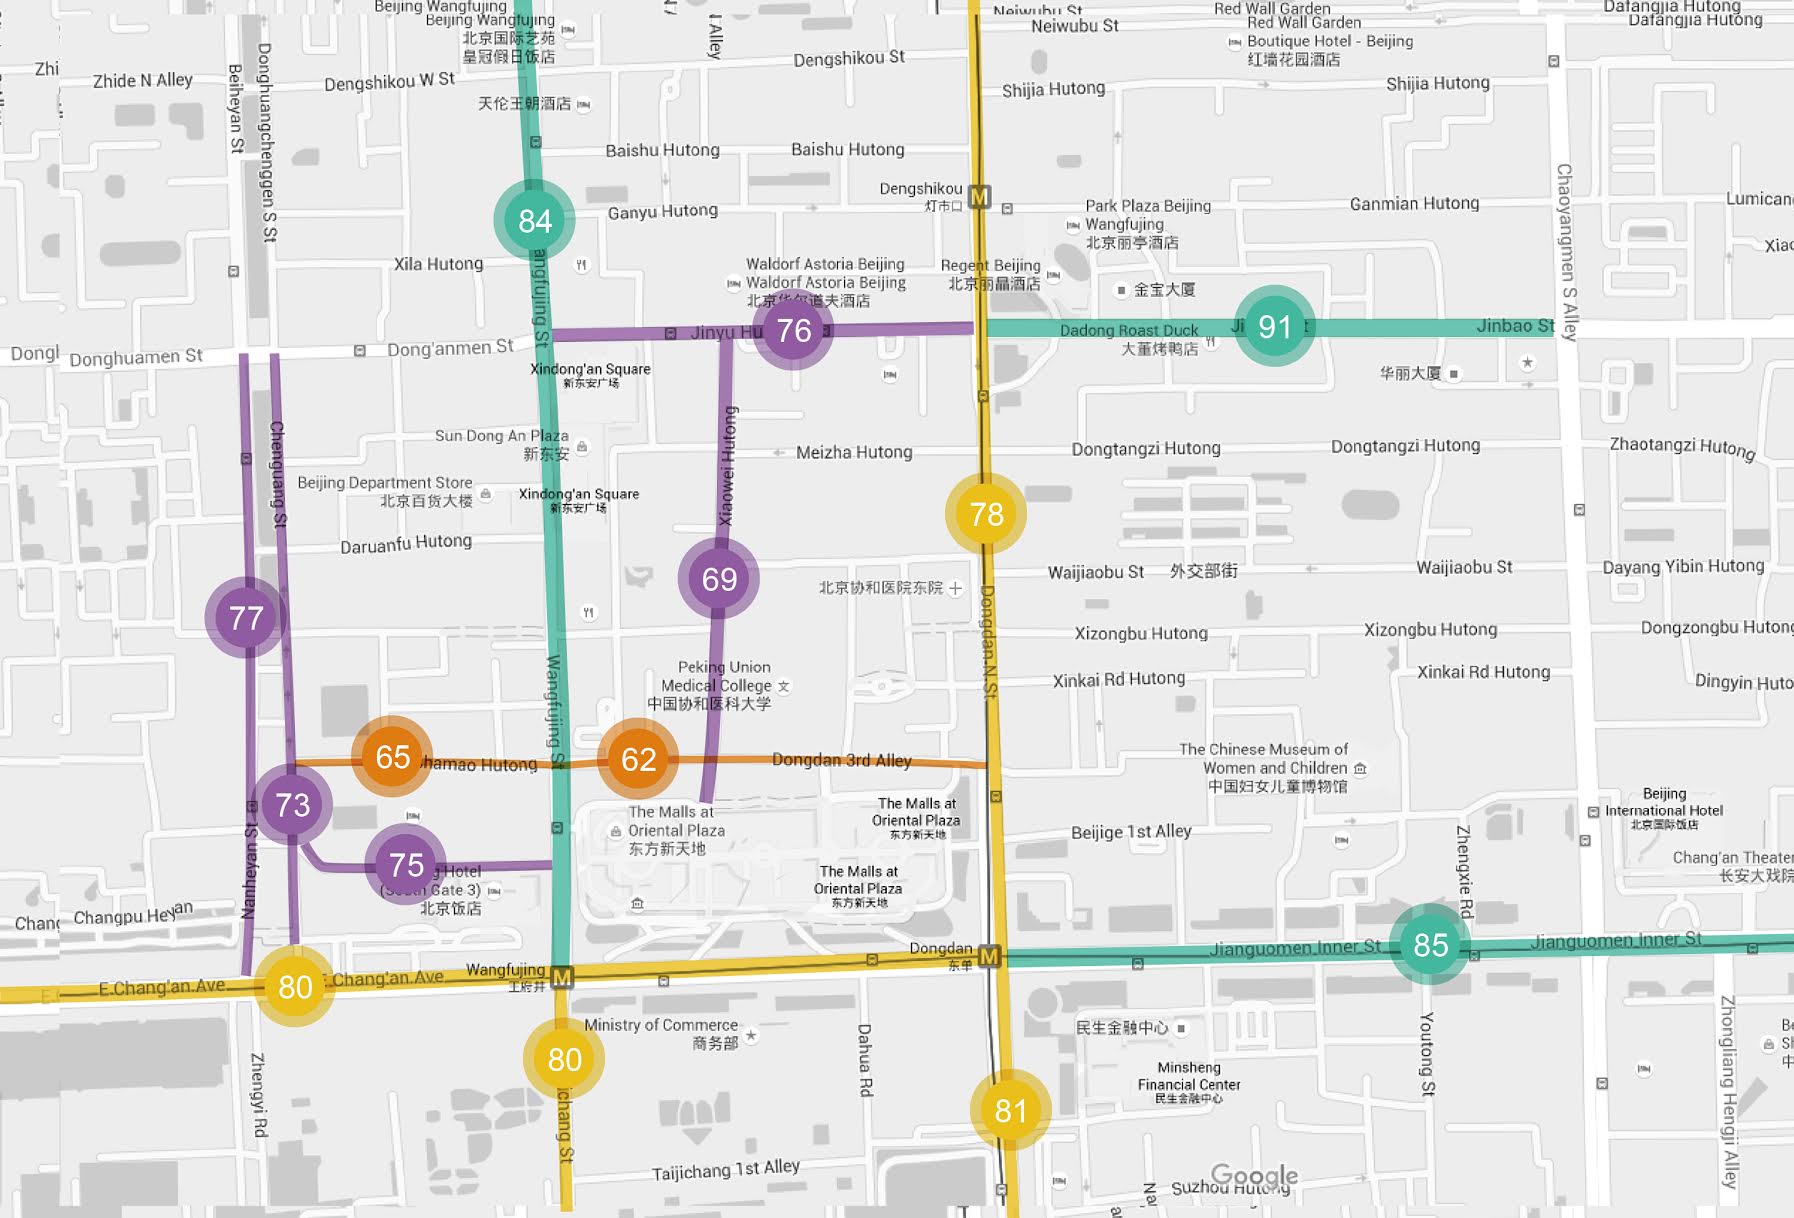 Beijing Wangfujing
Beijing Wangfujing
北京国际艺苑
皇冠假日饭店
Alley
Neiwubu St
Neiwubu St
Red Wall Garden
Red Wall Garden
Boutique Hotel - Beijing
红墙花园酒店
Dafangjia Hutong
Dafangjia Hutong
Zhi
Zhide N Alley
Beiheyan St
Donghuangchenggen S St
Dengshikou W St
Dengshikou St
Shijia Hutong
Shijia Hutong
天伦王朝酒店
Baishu Hutong
Baishu Hutong
Chaoyangmen S Alley
Dengshikou
灯市口
M
84
Ganyu Hutong
Park Plaza Beijing
Wangfujing
北京丽亭酒店
Ganmian Hutong
Lumican
Xiao
Xila Hutong
angfujing St
Waldorf Astoria Beijing
Waldorf Astoria Beijing
北京华尔道夫酒店
Regent Beijing
北京丽晶酒店
金宝大厦
Jinyu Hu
76
Dadong Roast Duck
大董烤鸭店
91
Jinbao St
Dongl
Donghuamen St
Dong'anmen St
Xindong'an Square
新东安广场
华丽大厦
Chenguang St
Xiaowei Hutong
Sun Dong An Plaza
新东安
Meizha Hutong
Dongtangzi Hutong
Dongtangzi Hutong
Zhaotangzi Hutong
Beijing Department Store
北京百货大楼
Xindong'an Square
新东安广场
78
Daruanfu Hutong
69
北京协和医院东院
Waijiaobu St
外交部街
Waijiaobu St
Dayang Yibin Hutong
77
Dongdan N St
Xizongbu Hutong
Xizongbu Hutong
Dongzongbu Hutong
Wangfujing St
Peking Union
Medical College
中国协和医科大学
Xinkai Rd Hutong
Xinkai Rd Hutong
Dingyin Huto
65
hamao Hutong
62
Dongdan 3rd Alley
The Chinese Museum of
Women and Children
中国妇女儿童博物馆
73
Nanheyan St
The Malls at
Oriental Plaza
东方新天地
The Malls at
Oriental Plaza
东方新天地
Beijige 1st Alley
Zhengxie Rd
Beijing
International Hotel
北京国际饭店
75
g Hotel
(South Gate 3)
北京饭店
The Malls at
Oriental Plaza
东方新天地
Chang'an Theater
长安大戏院
Chang
Changpu Heyan
Dongdan
东单
M
Jianguomen Inner St
85
Jianguomen Inner St
E Chang'an Ave
80
E Chang'an Ave
Wangfujing
王府井
M
Ministry of Commerce
商务部
Dahua Rd
民生金融中心
Youtong St
Zhongliang Hengji Alley
Zhengyi Rd
80
ichang St
Minsheng
Financial Center
民生金融中心
81
Taijichang 1st Alley
Google
Suzhou Hutong